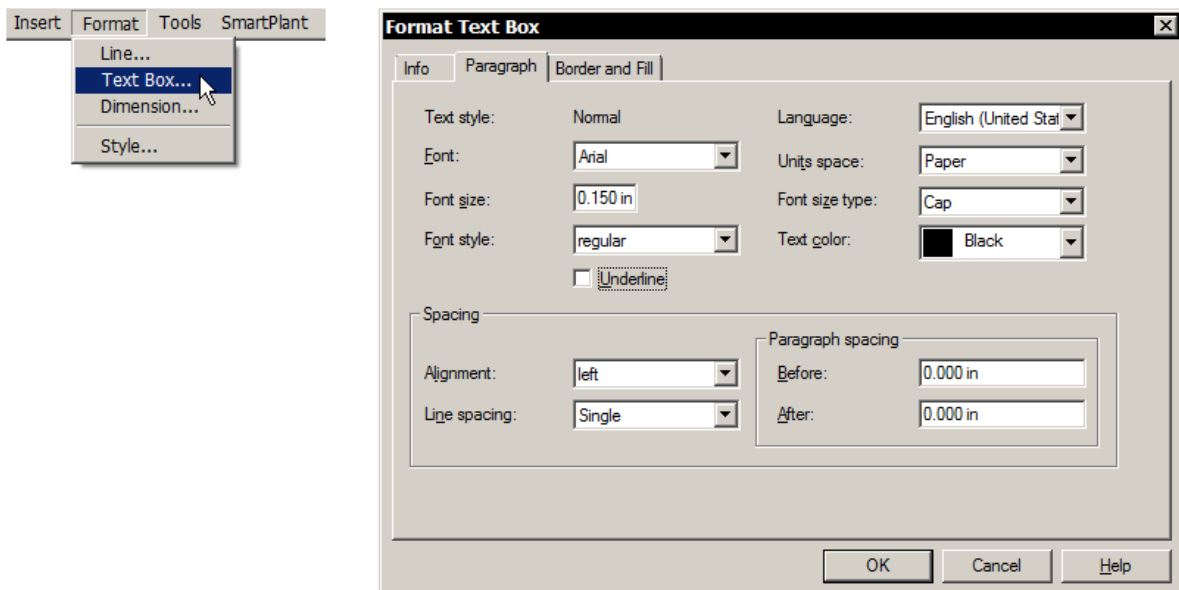 Insert Format Tools SmartPlant
Line...
Text Box...
Dimension...
Style...
Format Text Box
Info Paragraph Border and Fill
Text style: Normal Language: English (United Stat
Font: Arial Units space: Paper
Font size: 0.150 in Font size type: Cap
Font style: regular Text color: Black
Underline
Spacing
Paragraph spacing
Alignment: left Before: 0.000 in
Line spacing: Single After: 0.000 in
OK Cancel Help